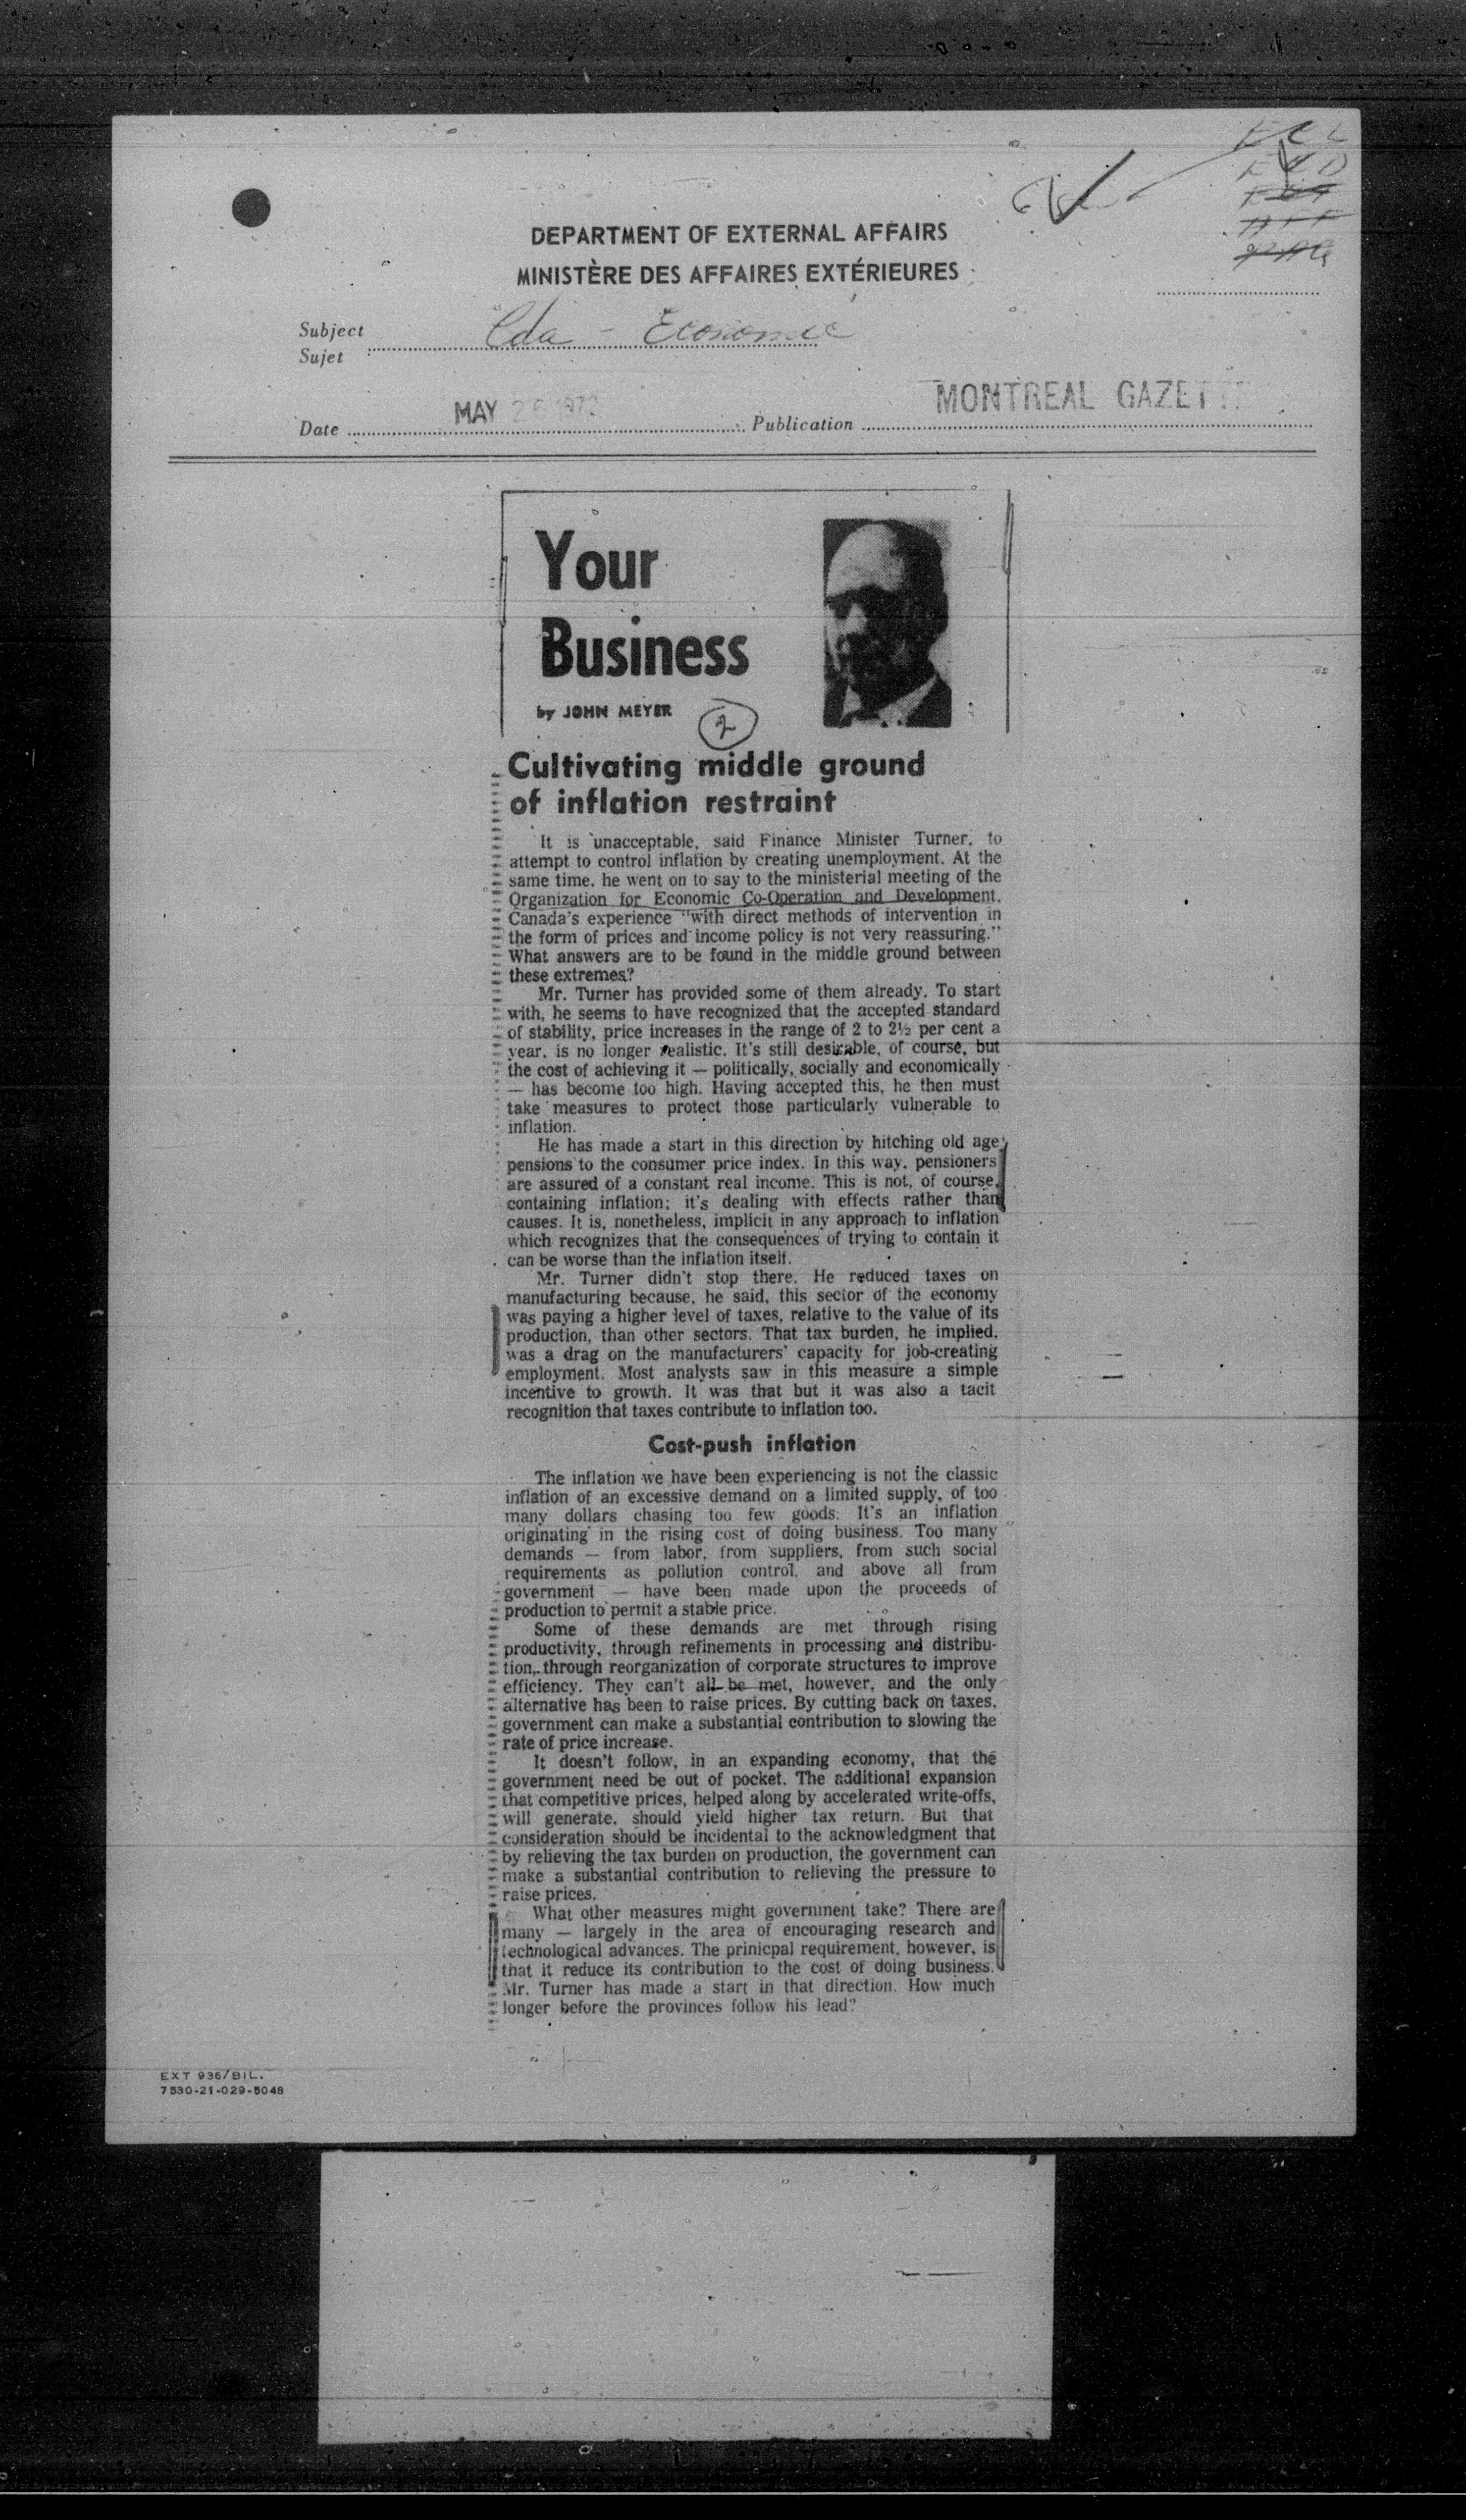 DEPARTMENT OF EXTERNAL AFFAIRS
MINISTÈRE DES AFFAIRES EXTÉRIEURES
Subject
Sujet
Cda - Economic
Date MAY 26 1972 Publication MONTREAL GAZETTE
Your
Business
by JOHN MEYER
2
Cultivating middle ground
of inflation restraint
It is unacceptable, said Finance Minister Turner, to
attempt to control inflation by creating unemployment. At the
same time, he went on to say to the ministerial meeting of the
Organization for Economic Co-Operation and Development,
Canada's experience "with direct methods of intervention in
the form of prices and income policy is not very reassuring."
What answers are to be found in the middle ground between
these extremes?
Mr. Turner has provided some of them already. To start
with, he seems to have recognized that the accepted standard
of stability, price increases in the range of 2 to 2½ per cent a
year, is no longer realistic. It's still desirable, of course, but
the cost of achieving it — politically, socially and economically
— has become too high. Having accepted this, he then must
take measures to protect those particularly vulnerable to
inflation.
He has made a start in this direction by hitching old age
pensions to the consumer price index. In this way, pensioners
are assured of a constant real income. This is not, of course,
containing inflation; it's dealing with effects rather than
causes. It is, nonetheless, implicit in any approach to inflation
which recognizes that the consequences of trying to contain it
can be worse than the inflation itself.
Mr. Turner didn't stop there. He reduced taxes on
manufacturing because, he said, this sector of the economy
was paying a higher level of taxes, relative to the value of its
production, than other sectors. That tax burden, he implied,
was a drag on the manufacturers' capacity for job-creating
employment. Most analysts saw in this measure a simple
incentive to growth. It was that but it was also a tacit
recognition that taxes contribute to inflation too.
Cost-push inflation
The inflation we have been experiencing is not the classic
inflation of an excessive demand on a limited supply, of too
many dollars chasing too few goods. It's an inflation
originating in the rising cost of doing business. Too many
demands — from labor, from suppliers, from such social
requirements as pollution control, and above all from
government — have been made upon the proceeds of
production to permit a stable price.
Some of these demands are met through rising
productivity, through refinements in processing and distribu-
tion, through reorganization of corporate structures to improve
efficiency. They can't all be met, however, and the only
alternative has been to raise prices. By cutting back on taxes,
government can make a substantial contribution to slowing the
rate of price increase.
It doesn't follow, in an expanding economy, that the
government need be out of pocket. The additional expansion
that competitive prices, helped along by accelerated write-offs,
will generate, should yield higher tax return. But that
consideration should be incidental to the acknowledgment that
by relieving the tax burden on production, the government can
make a substantial contribution to relieving the pressure to
raise prices.
What other measures might government take? There are
many — largely in the area of encouraging research and
technological advances. The prinicpal requirement, however, is
that it reduce its contribution to the cost of doing business.
Mr. Turner has made a start in that direction. How much
longer before the provinces follow his lead?
EXT 936/BIL.
7530-21-029-5048